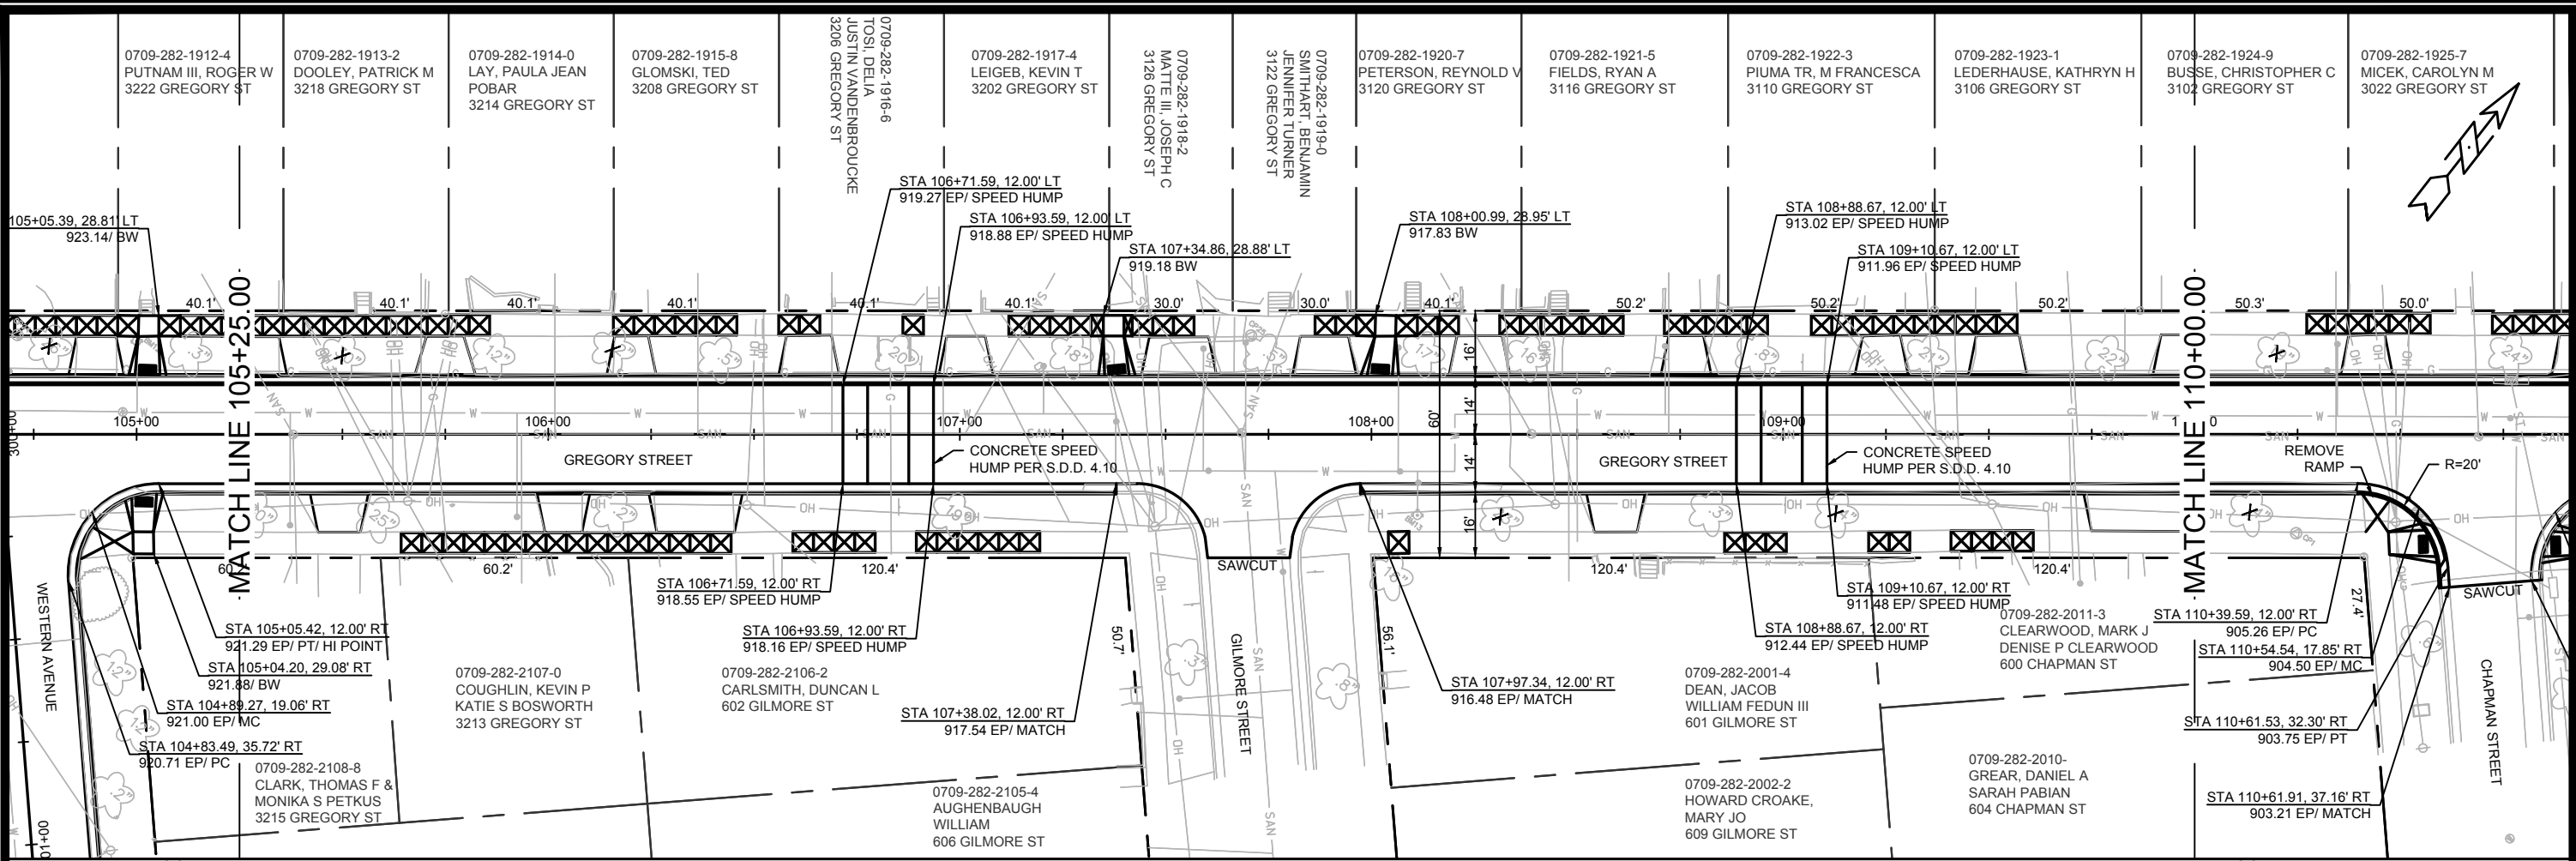 0709-282-1912-4
PUTNAM III, ROGER W
3222 GREGORY ST
0709-282-1913-2
DOOLEY, PATRICK M
3218 GREGORY ST
0709-282-1914-0
LAY, PAULA JEAN
POBAR
3214 GREGORY ST
0709-282-1915-8
GLOMSKI, TED
3208 GREGORY ST
0709-282-1916-6
TOSI, DELIA
JUSTIN VANDENBROUCKE
3206 GREGORY ST
0709-282-1917-4
LEIGEB, KEVIN T
3202 GREGORY ST
0709-282-1918-2
MATTE III, JOSEPH C
3126 GREGORY ST
0709-282-1919-0
SMITHART, BENJAMIN
JENNIFER TURNER
3122 GREGORY ST
0709-282-1920-7
PETERSON, REYNOLD V
3120 GREGORY ST
0709-282-1921-5
FIELDS, RYAN A
3116 GREGORY ST
0709-282-1922-3
PIUMA TR, M FRANCESCA
3110 GREGORY ST
0709-282-1923-1
LEDERHAUSE, KATHRYN H
3106 GREGORY ST
0709-282-1924-9
BUSSE, CHRISTOPHER C
3102 GREGORY ST
0709-282-1925-7
MICEK, CAROLYN M
3022 GREGORY ST
105+05.39, 28.81' LT
923.14/ BW
STA 106+71.59, 12.00' LT
919.27 EP/ SPEED HUMP
STA 106+93.59, 12.00' LT
918.88 EP/ SPEED HUMP
STA 107+34.86, 28.88' LT
919.18 BW
STA 108+00.99, 28.95' LT
917.83 BW
STA 108+88.67, 12.00' LT
913.02 EP/ SPEED HUMP
STA 109+10.67, 12.00' LT
911.96 EP/ SPEED HUMP
MATCH LINE 105+25.00
MATCH LINE 110+00.00
40.1'
40.1'
40.1'
40.1'
40.1'
40.1'
30.0'
30.0'
40.1'
50.2'
50.2'
50.2'
50.3'
50.0'
12"
20"
18"
17"
16"
21"
22"
24"
16'
14'
60'
14'
16'
105+00
106+00
107+00
108+00
109+00
GREGORY STREET
CONCRETE SPEED
HUMP PER S.D.D. 4.10
GREGORY STREET
CONCRETE SPEED
HUMP PER S.D.D. 4.10
REMOVE
RAMP
R=20'
25"
60.2'
60.2'
120.4'
SAWCUT
120.4'
120.4'
SAWCUT
50.7'
56.1'
27.4'
WESTERN AVENUE
GILMORE STREET
CHAPMAN STREET
STA 106+71.59, 12.00' RT
918.55 EP/ SPEED HUMP
STA 106+93.59, 12.00' RT
918.16 EP/ SPEED HUMP
STA 105+05.42, 12.00' RT
921.29 EP/ PT/ HI POINT
STA 105+04.20, 29.08' RT
921.88/ BW
STA 104+89.27, 19.06' RT
921.00 EP/ MC
STA 104+83.49, 35.72' RT
920.71 EP/ PC
STA 107+38.02, 12.00' RT
917.54 EP/ MATCH
STA 107+97.34, 12.00' RT
916.48 EP/ MATCH
STA 109+10.67, 12.00' RT
911.48 EP/ SPEED HUMP
STA 108+88.67, 12.00' RT
912.44 EP/ SPEED HUMP
STA 110+39.59, 12.00' RT
905.26 EP/ PC
STA 110+54.54, 17.85' RT
904.50 EP/ MC
STA 110+61.53, 32.30' RT
903.75 EP/ PT
STA 110+61.91, 37.16' RT
903.21 EP/ MATCH
0709-282-2108-8
CLARK, THOMAS F &
MONIKA S PETKUS
3215 GREGORY ST
0709-282-2107-0
COUGHLIN, KEVIN P
KATIE S BOSWORTH
3213 GREGORY ST
0709-282-2106-2
CARLSMITH, DUNCAN L
602 GILMORE ST
0709-282-2105-4
AUGHENBAUGH
WILLIAM
606 GILMORE ST
0709-282-2001-4
DEAN, JACOB
WILLIAM FEDUN III
601 GILMORE ST
0709-282-2002-2
HOWARD CROAKE,
MARY JO
609 GILMORE ST
0709-282-2011-3
CLEARWOOD, MARK J
DENISE P CLEARWOOD
600 CHAPMAN ST
0709-282-2010-
GREAR, DANIEL A
SARAH PABIAN
604 CHAPMAN ST